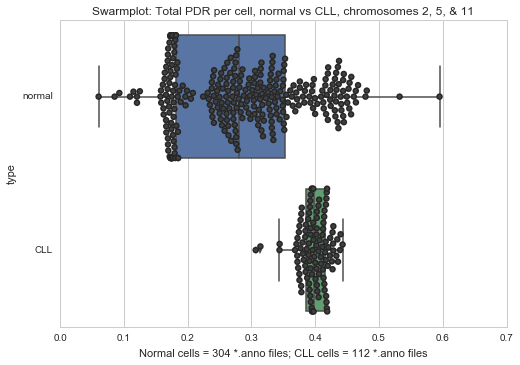 Swarmplot: Total PDR per cell, normal vs CLL, chromosomes 2, 5, & 11
normal
type
CLL
0.0 0.1 0.2 0.3 0.4 0.5 0.6 0.7
Normal cells = 304 *.anno files; CLL cells = 112 *.anno files